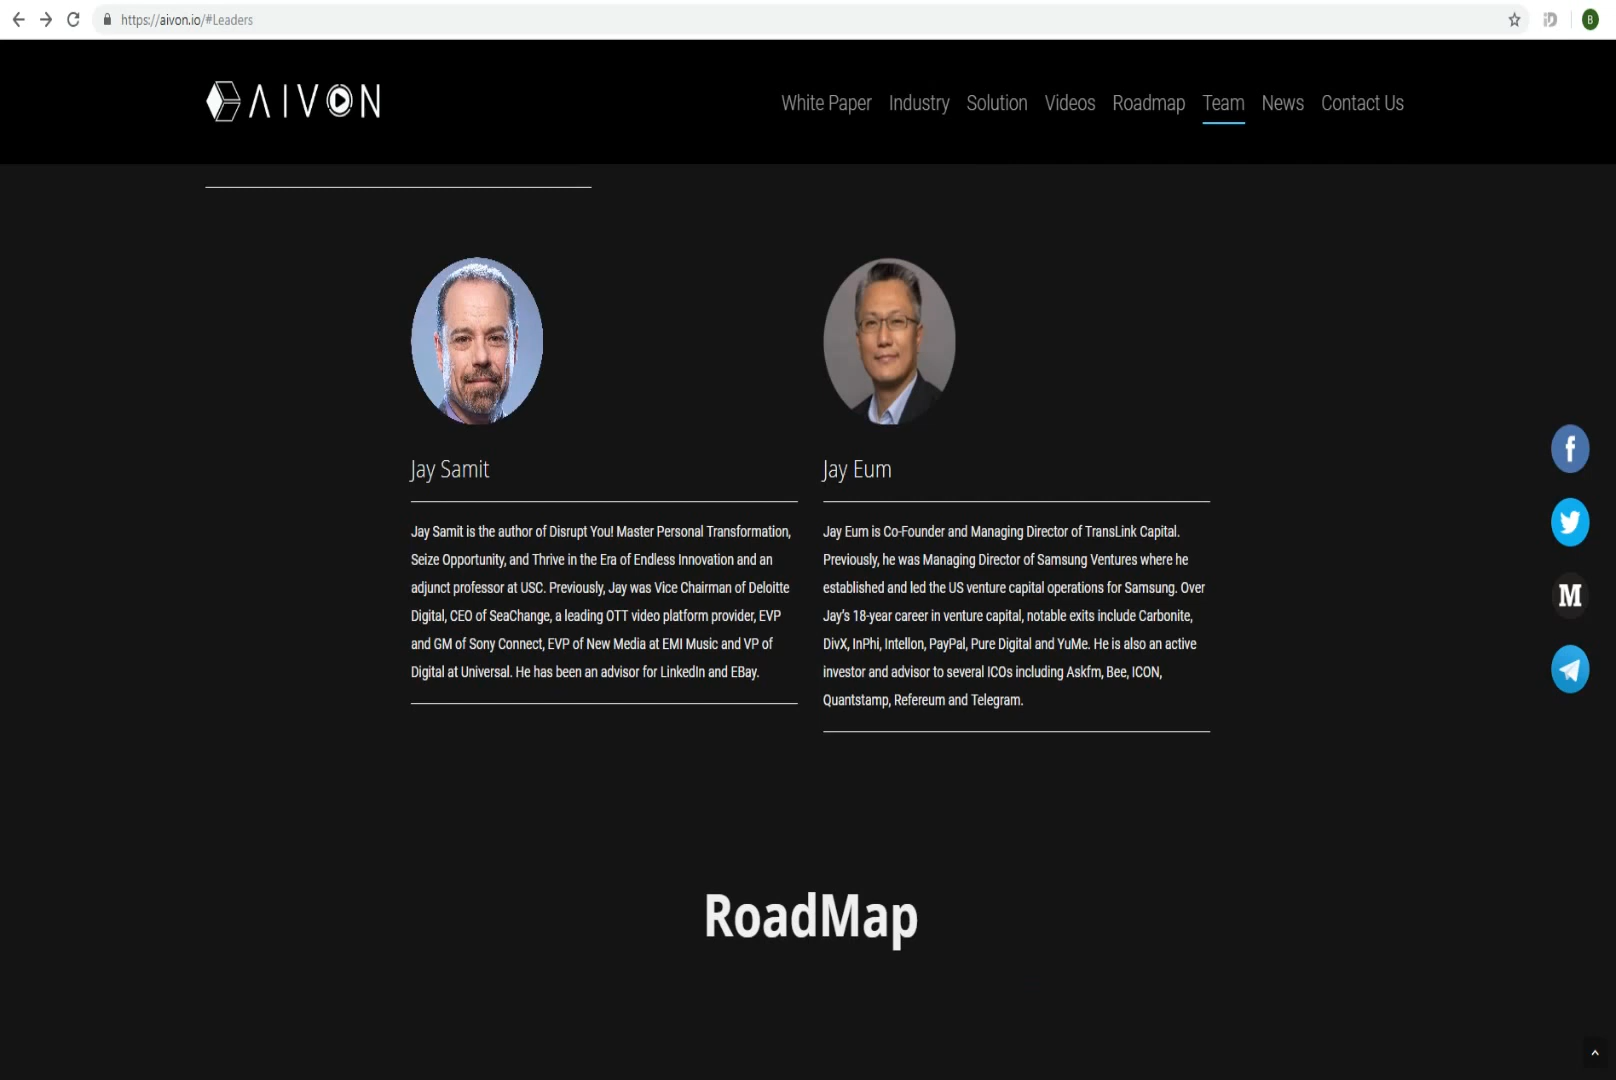 https://aivon.io/#Leaders
B
AIVON
White Paper Industry Solution Videos Roadmap Team News Contact Us
Jay Samit
Jay Samit is the author of Disrupt You! Master Personal Transformation,
Seize Opportunity, and Thrive in the Era of Endless Innovation and an
adjunct professor at USC. Previously, Jay was Vice Chairman of Deloitte
Digital, CEO of SeaChange, a leading OTT video platform provider, EVP
and GM of Sony Connect, EVP of New Media at EMI Music and VP of
Digital at Universal. He has been an advisor for LinkedIn and EBay.
Jay Eum
Jay Eum is Co-Founder and Managing Director of TransLink Capital.
Previously, he was Managing Director of Samsung Ventures where he
established and led the US venture capital operations for Samsung. Over
Jay's 18-year career in venture capital, notable exits include Carbonite,
DivX, InPhi, Intellon, PayPal, Pure Digital and YuMe. He is also an active
investor and advisor to several ICOs including Askfm, Bee, ICON,
Quantstamp, Refereum and Telegram.
f
M
RoadMap